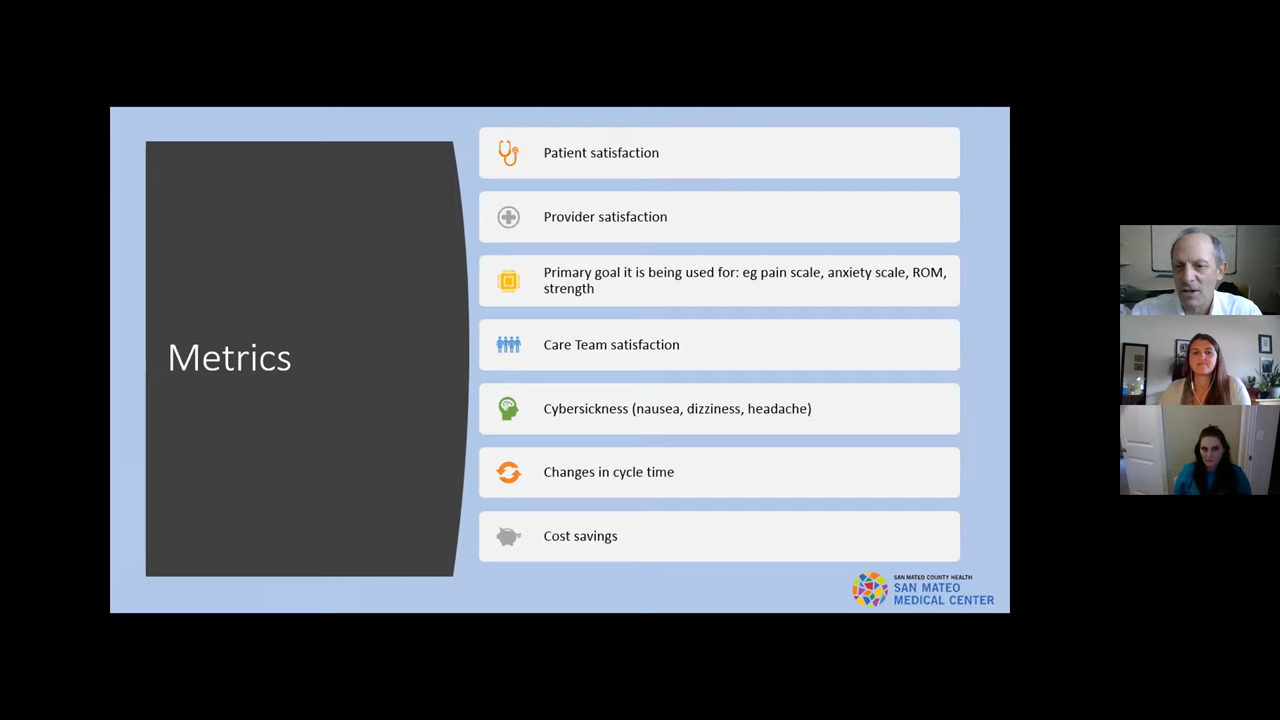 Metrics
Patient satisfaction
Provider satisfaction
Primary goal it is being used for: eg pain scale, anxiety scale, ROM,
strength
Care Team satisfaction
Cybersickness (nausea, dizziness, headache)
Changes in cycle time
Cost savings
SAN MATEO COUNTY HEALTH
SAN MATEO
MEDICAL CENTER